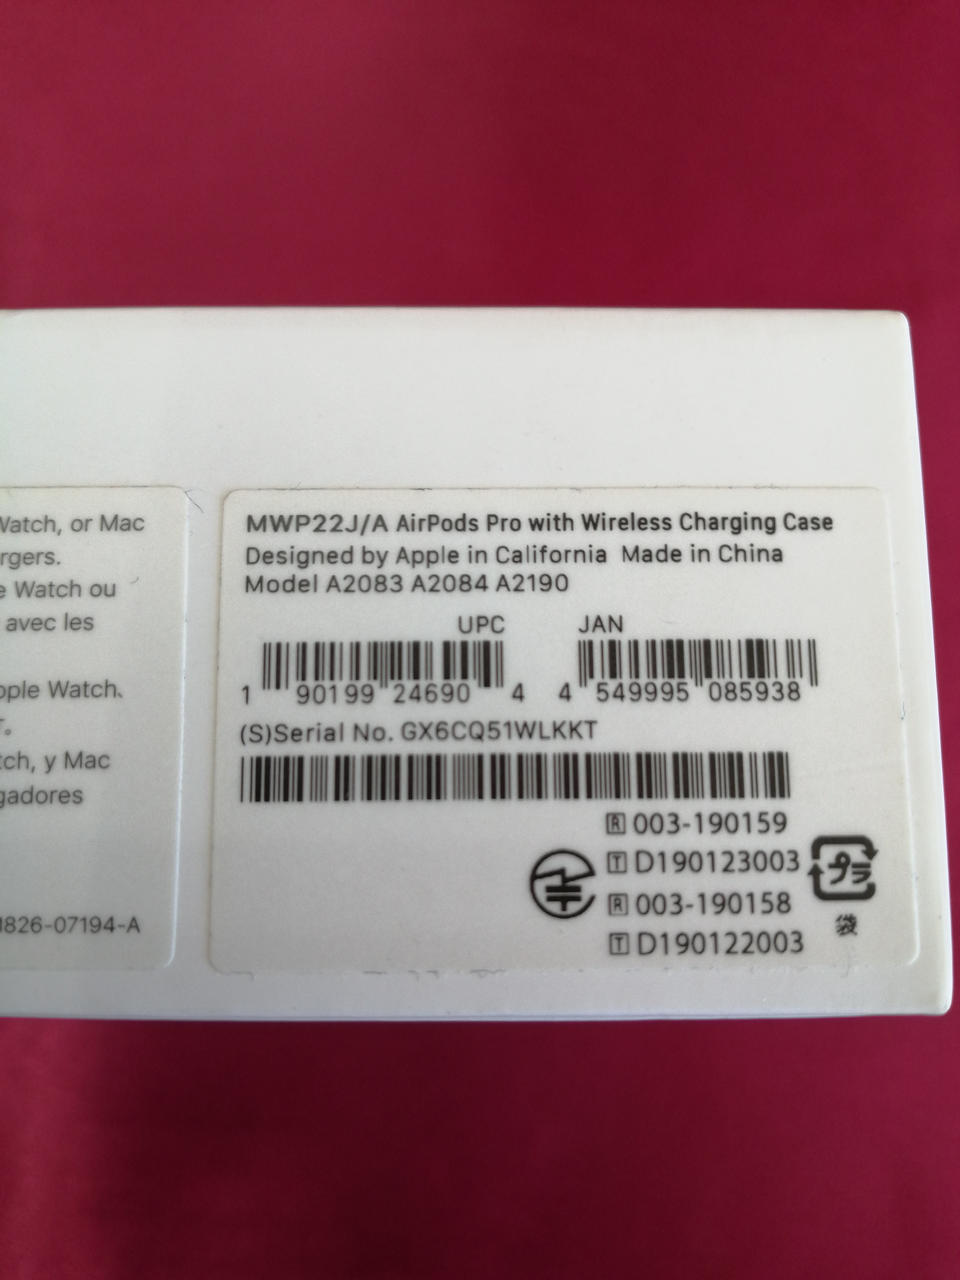 Watch, or Mac
rgers.
e Watch ou
avec les
pple Watch、
r。
tch, y Mac
gadores
1826-07194-A
MWP22J/A AirPods Pro with Wireless Charging Case
Designed by Apple in California Made in China
Model A2083 A2084 A2190
UPC JAN
1 90199 24690 4 4 549995 085938
(S)Serial No. GX6CQ51WLKKT
R 003-190159
T D190123003
R 003-190158
T D190122003
プラ
袋